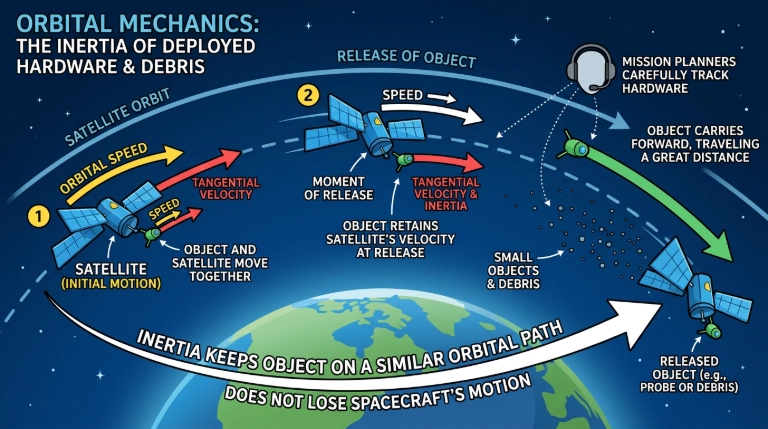 ORBITAL MECHANICS:
THE INERTIA OF DEPLOYED
HARDWARE & DEBRIS
SATELLITE ORBIT
RELEASE OF OBJECT
1
ORBITAL SPEED
TANGENTIAL
VELOCITY
SPEED
SATELLITE
(INITIAL MOTION)
OBJECT AND
SATELLITE MOVE
TOGETHER
2
SPEED
MOMENT
OF RELEASE
TANGENTIAL
VELOCITY &
INERTIA
OBJECT RETAINS
SATELLITE'S VELOCITY
AT RELEASE
MISSION PLANNERS
CAREFULLY TRACK
HARDWARE
OBJECT CARRIES
FORWARD, TRAVELING
A GREAT DISTANCE
SMALL
OBJECTS
& DEBRIS
RELEASED
OBJECT (e.g.,
PROBE OR DEBRIS)
INERTIA KEEPS OBJECT ON A SIMILAR ORBITAL PATH
DOES NOT LOSE SPACECRAFT'S MOTION